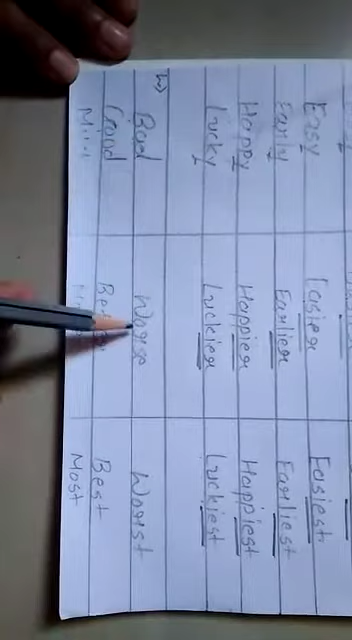 Easy Easier Easiest
Early Earlier Earliest
Happy Happier Happiest
Lucky Luckier Luckiest
Bad Worse Worst
Good Best
Most